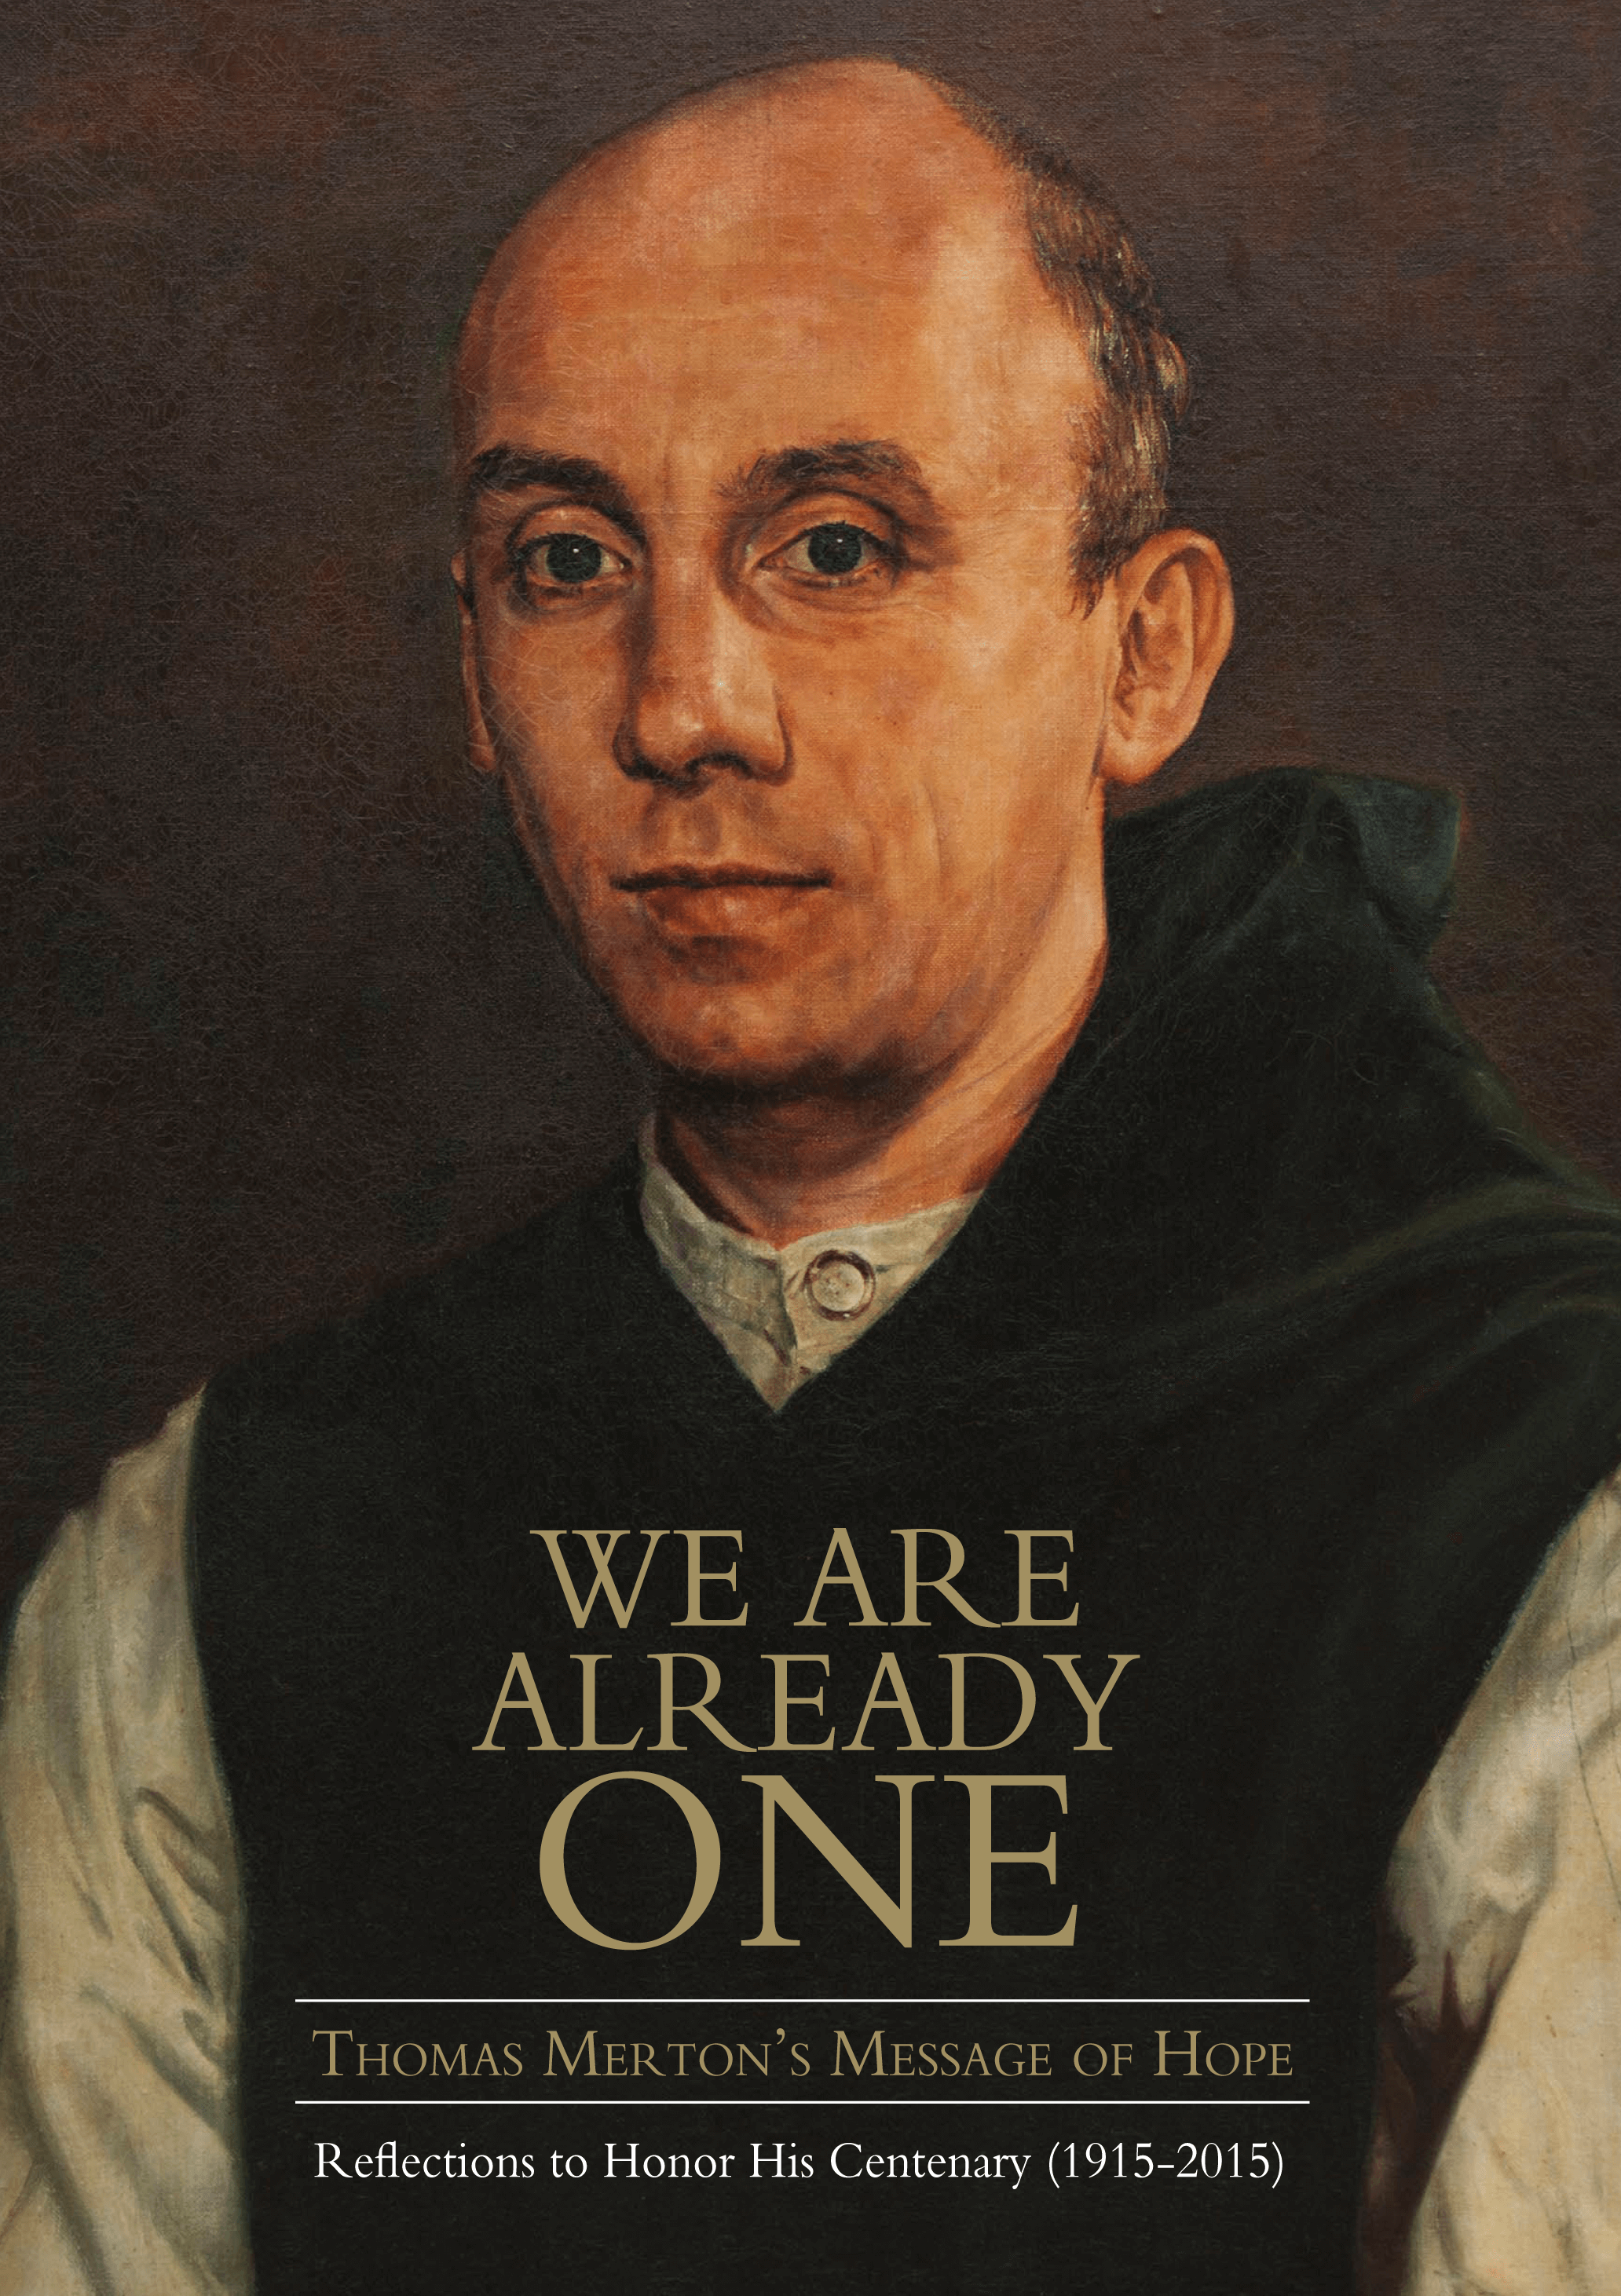 WE ARE
ALREADY
ONE
Thomas Merton's Message of Hope
Reflections to Honor His Centenary (1915-2015)